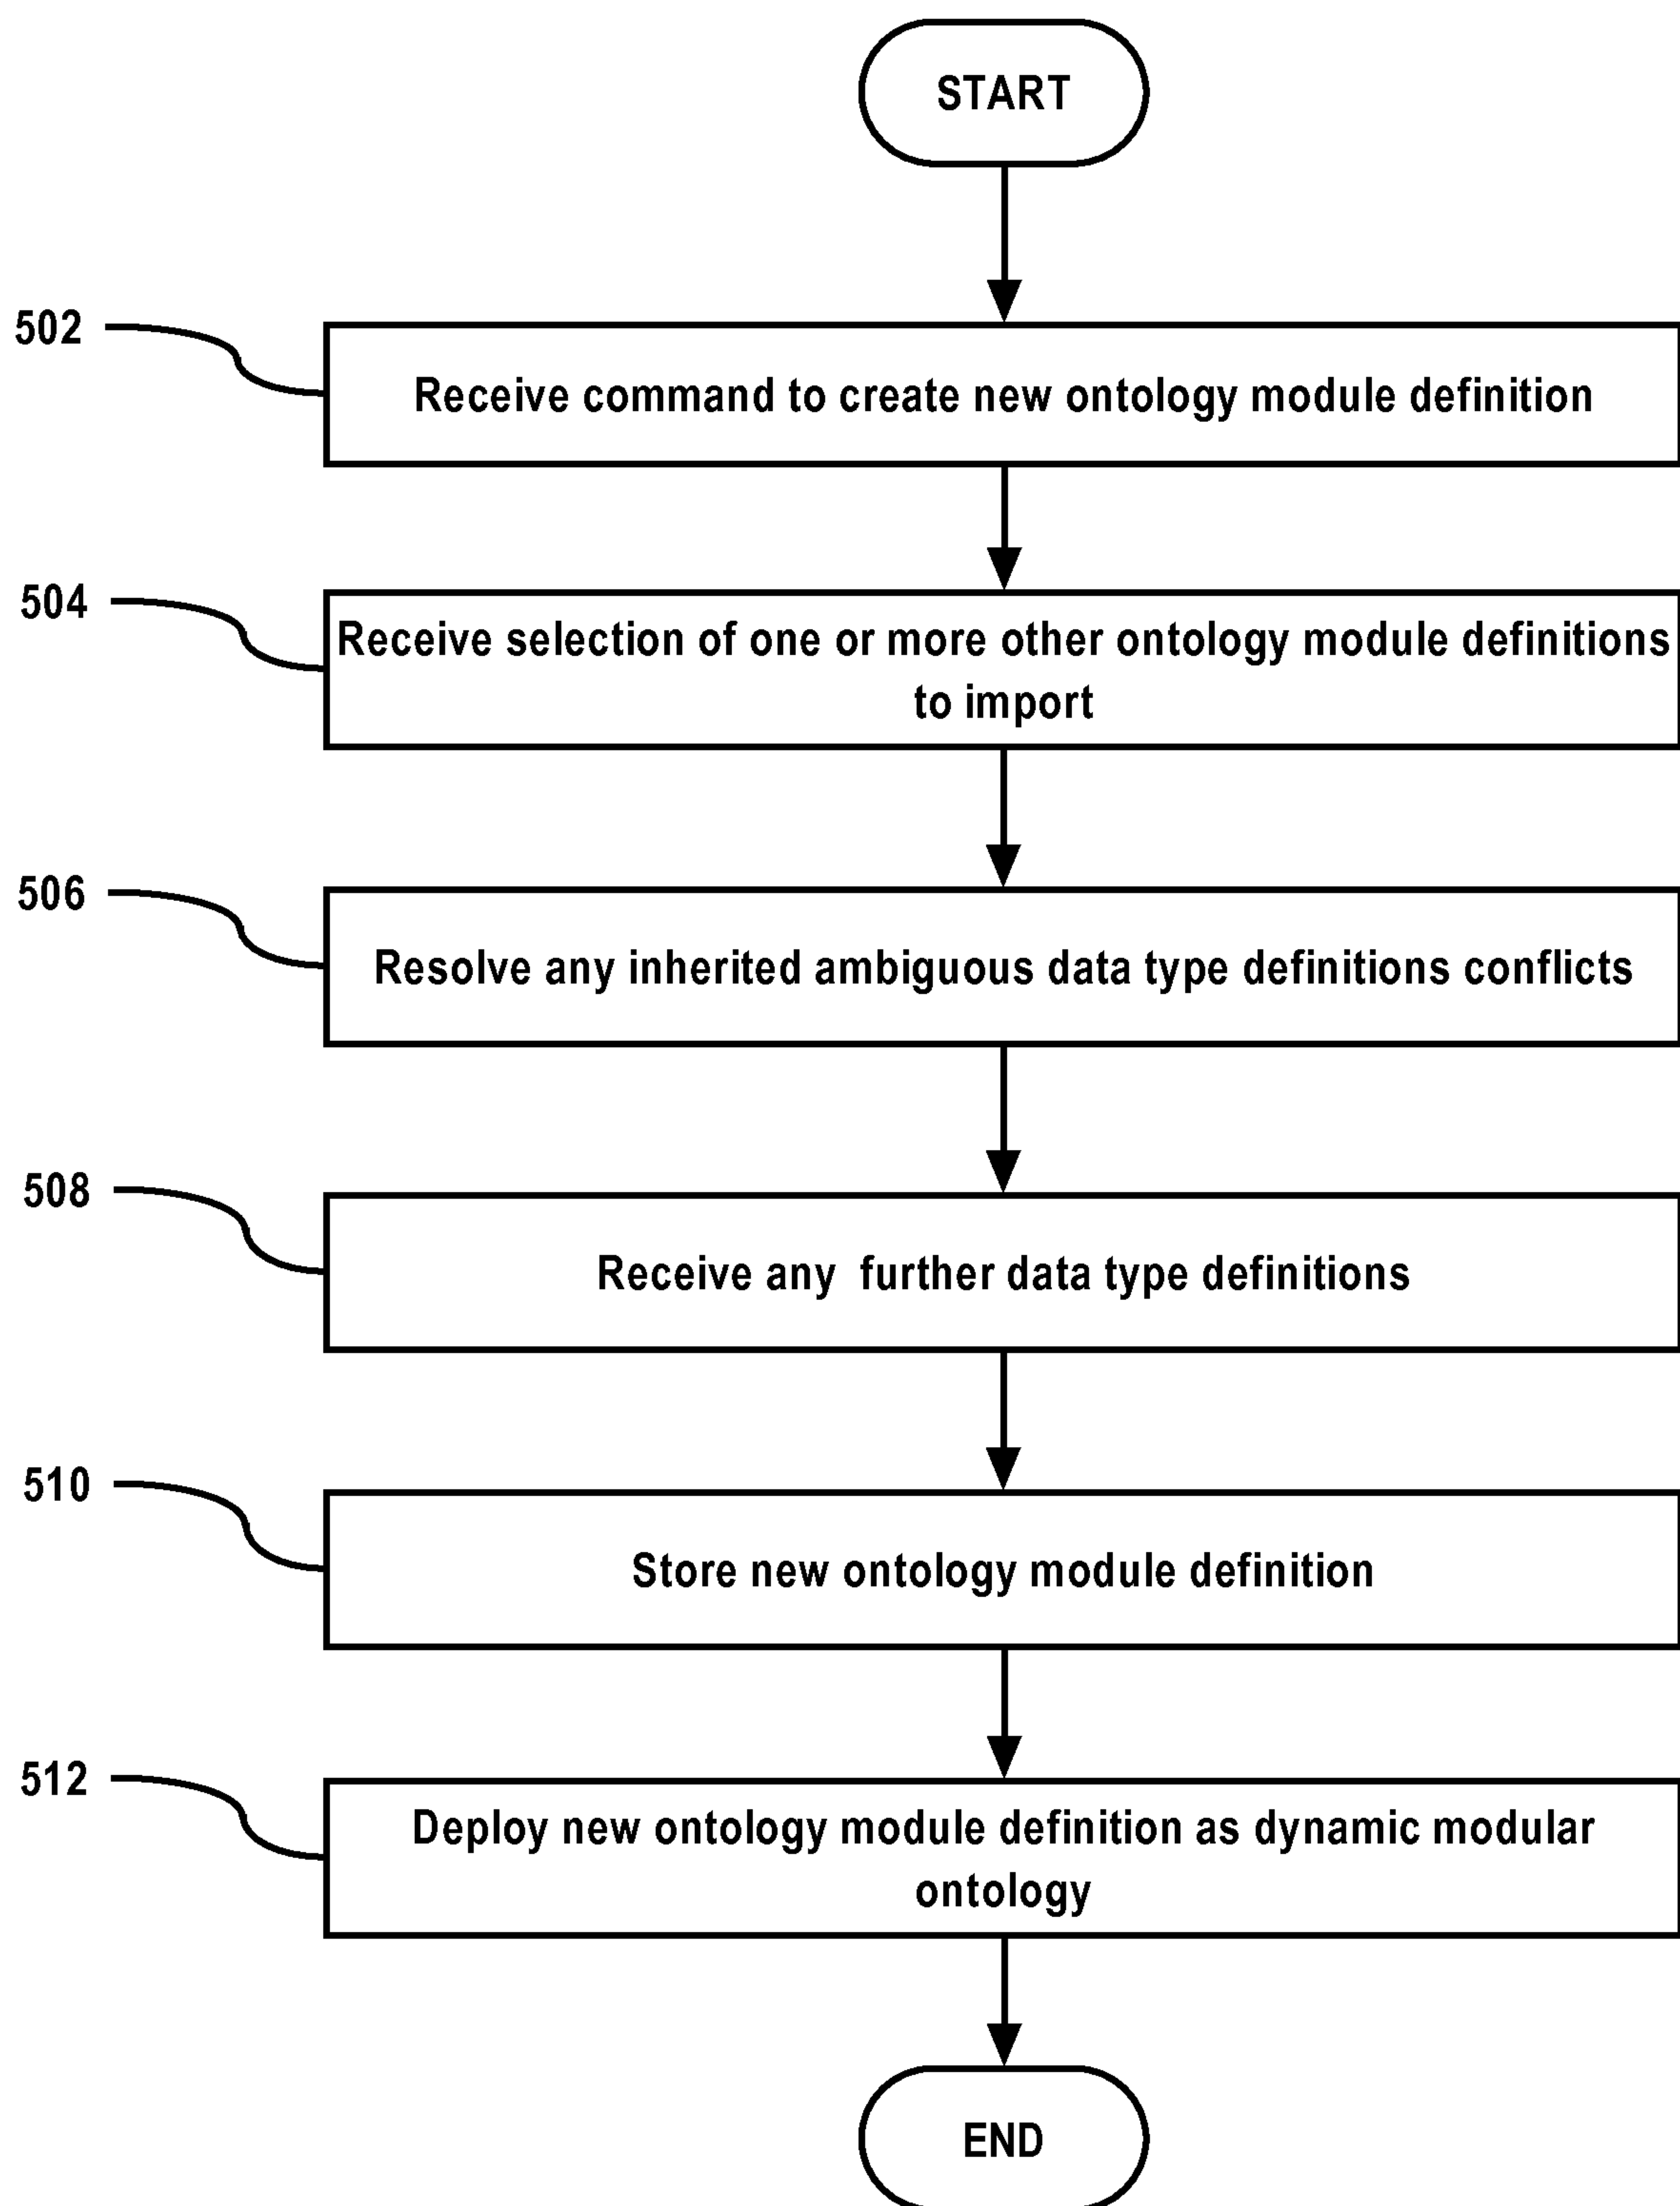 START
502
Receive command to create new ontology module definition
504
Receive selection of one or more other ontology module definitions
to import
506
Resolve any inherited ambiguous data type definitions conflicts
508
Receive any further data type definitions
510
Store new ontology module definition
512
Deploy new ontology module definition as dynamic modular
ontology
END